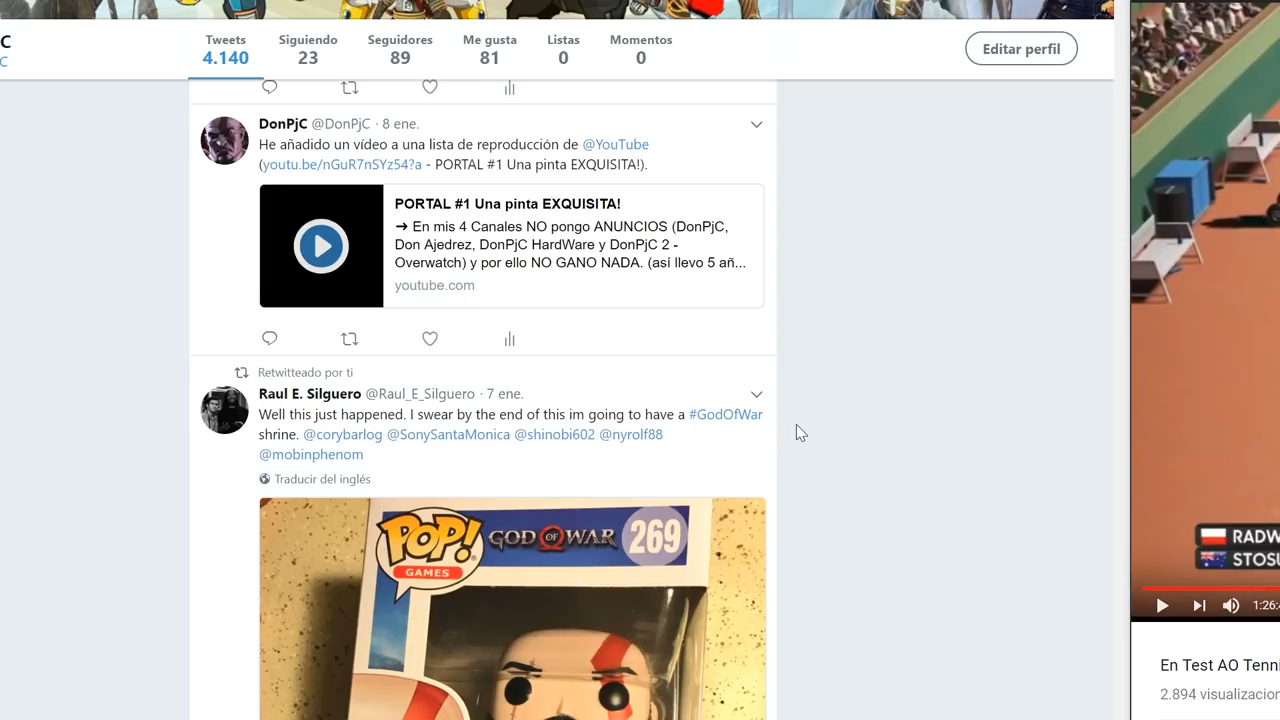 C
C
Tweets
4.140
Siguiendo
23
Seguidores
89
Me gusta
81
Listas
0
Momentos
0
Editar perfil
DonPjC @DonPjC · 8 ene.
He añadido un vídeo a una lista de reproducción de @YouTube
(youtu.be/nGuR7nSYz54?a - PORTAL #1 Una pinta EXQUISITA!).
PORTAL #1 Una pinta EXQUISITA!
➜ En mis 4 Canales NO pongo ANUNCIOS (DonPjC,
Don Ajedrez, DonPjC HardWare y DonPjC 2 -
Overwatch) y por ello NO GANO NADA. (así llevo 5 añ...
youtube.com
Retwitteado por ti
Raul E. Silguero @Raul_E_Silguero · 7 ene.
Well this just happened. I swear by the end of this im going to have a #GodOfWar
shrine. @corybarlog @SonySantaMonica @shinobi602 @nyrolf88
@mobinphenom
Traducir del inglés
POP!
GAMES
GOD OF WAR
269
RADW
STOSU
1:26:4
En Test AO Tenni
2.894 visualizacion